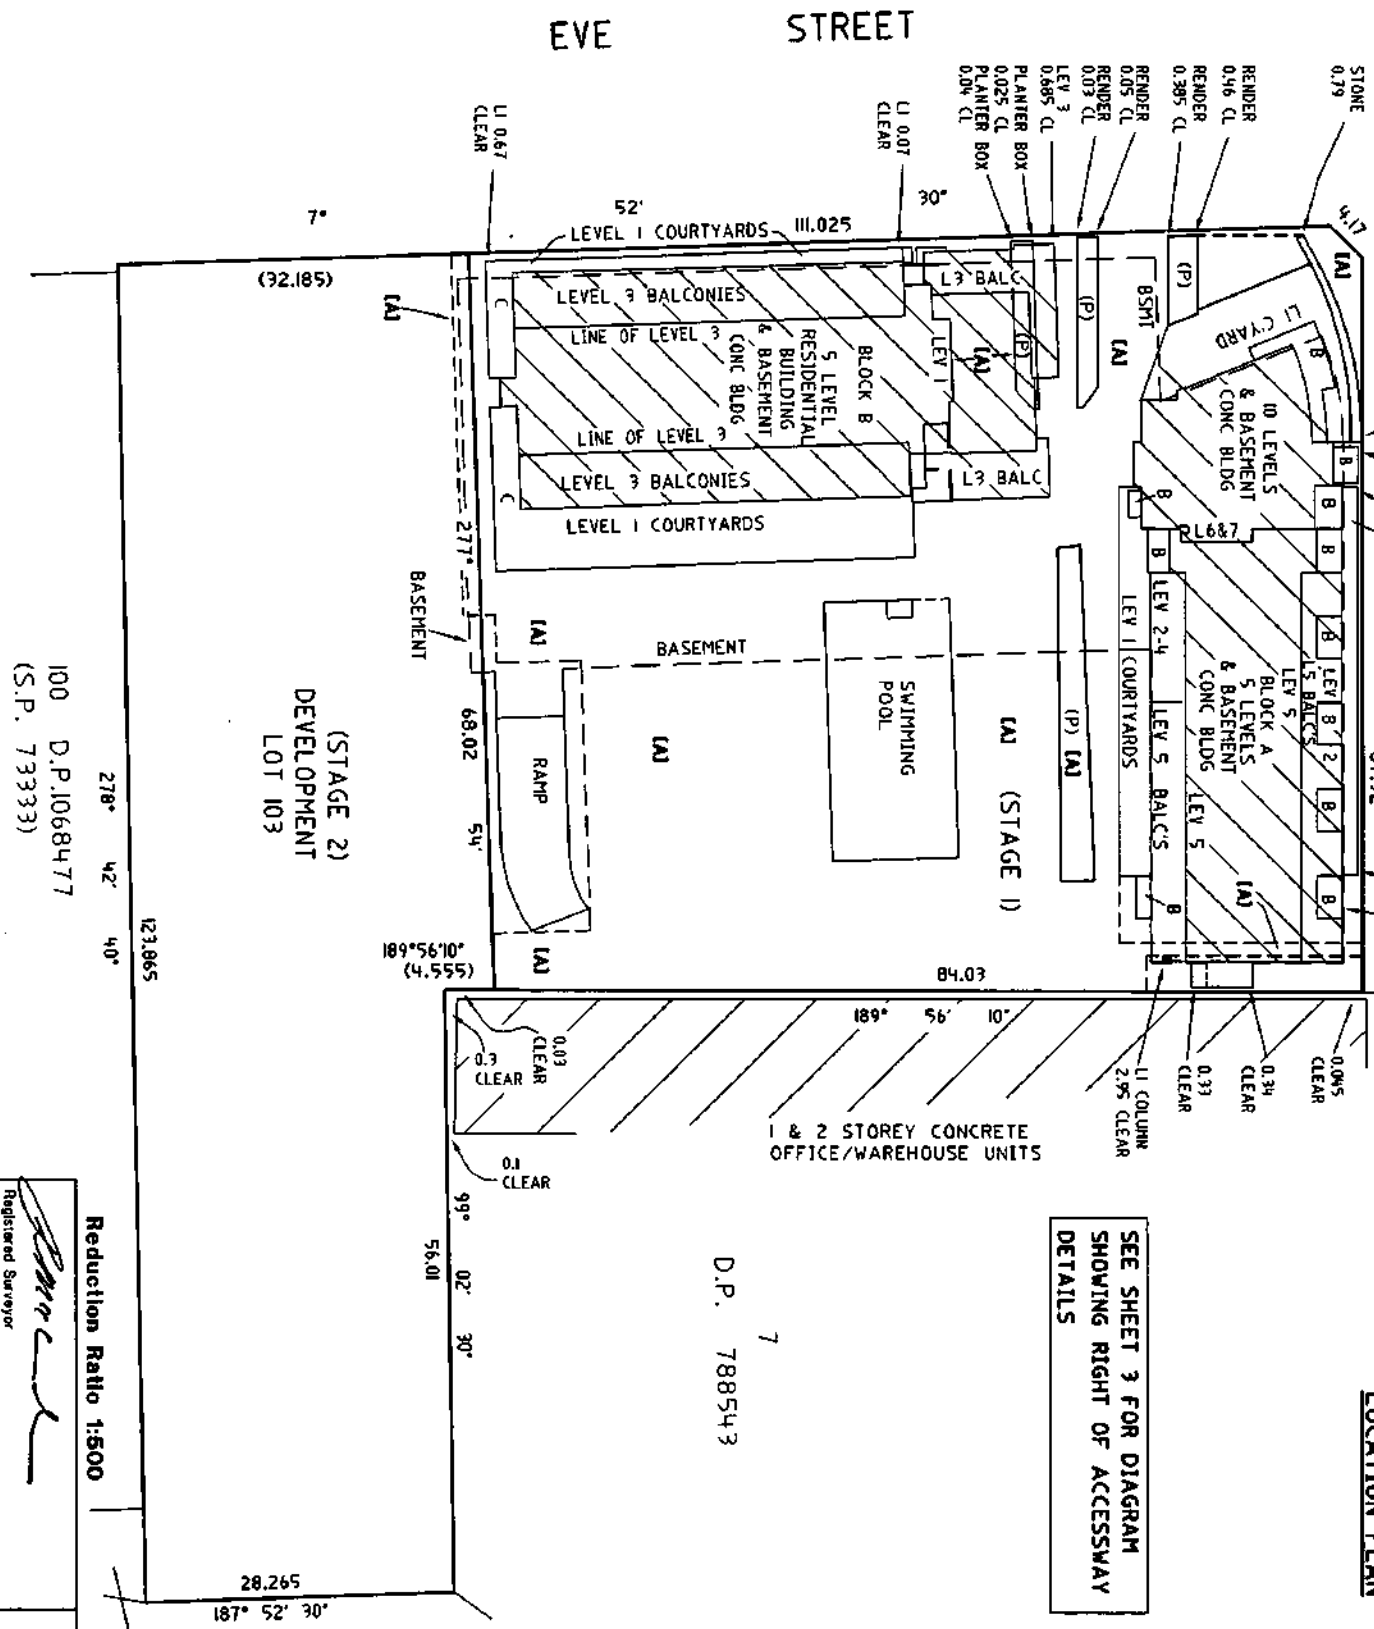 EVE STREET
STONE
0.79
RENDER
0.46 CL
RENDER
0.385 CL
RENDER
0.05 CL
RENDER
0.03 CL
LEV 3
0.685 CL
PLANTER BOX
0.025 CL
PLANTER BOX
0.04 CL
L1 0.07
CLEAR
L1 0.67
CLEAR
7° 52' 30"
111.025
4.17
(32.185)
[A]
LEVEL 1 COURTYARDS
LEVEL 3 BALCONIES
LINE OF LEVEL 3
BLOCK B
5 LEVEL
RESIDENTIAL
BUILDING
& BASEMENT
CONC BLDG
LINE OF LEVEL 3
LEVEL 3 BALCONIES
LEVEL 1 COURTYARDS
C
C
L3 BALC
LEV 1
[A]
(P)
L3 BALC
(P)
[A]
BSMT
(P)
L1 CYARD
[A]
B
B
10 LEVELS
& BASEMENT
CONC BLDG
L6&7
B
B
B
B
B
B
B
B
B
LEV 2-4
LEV 5 BALC'S
LEV 1 COURTYARDS
LEV 2
L5 BALC'S
LEV 5
BLOCK A
5 LEVELS
& BASEMENT
CONC BLDG
LEV 5
[A]
(P) [A]
[A] (STAGE 1)
SWIMMING
POOL
BASEMENT
[A]
[A]
RAMP
[A]
BASEMENT
277° 54'
68.02
189°56'10"
(4.555)
84.03
189° 56' 10"
0.045
CLEAR
0.34
CLEAR
0.33
CLEAR
L1 COLUMN
2.95 CLEAR
1 & 2 STOREY CONCRETE
OFFICE/WAREHOUSE UNITS
0.03
CLEAR
0.3
CLEAR
0.1
CLEAR
99° 02' 30"
56.01
(STAGE 2)
DEVELOPMENT
LOT 103
278° 42' 40"
123.865
100 D.P.1068477
(S.P. 73333)
7
D.P. 788543
SEE SHEET 3 FOR DIAGRAM
SHOWING RIGHT OF ACCESSWAY
DETAILS
LOCATION PLAN
28.265
187° 52' 30"
Reduction Ratio 1:500
Registered Surveyor